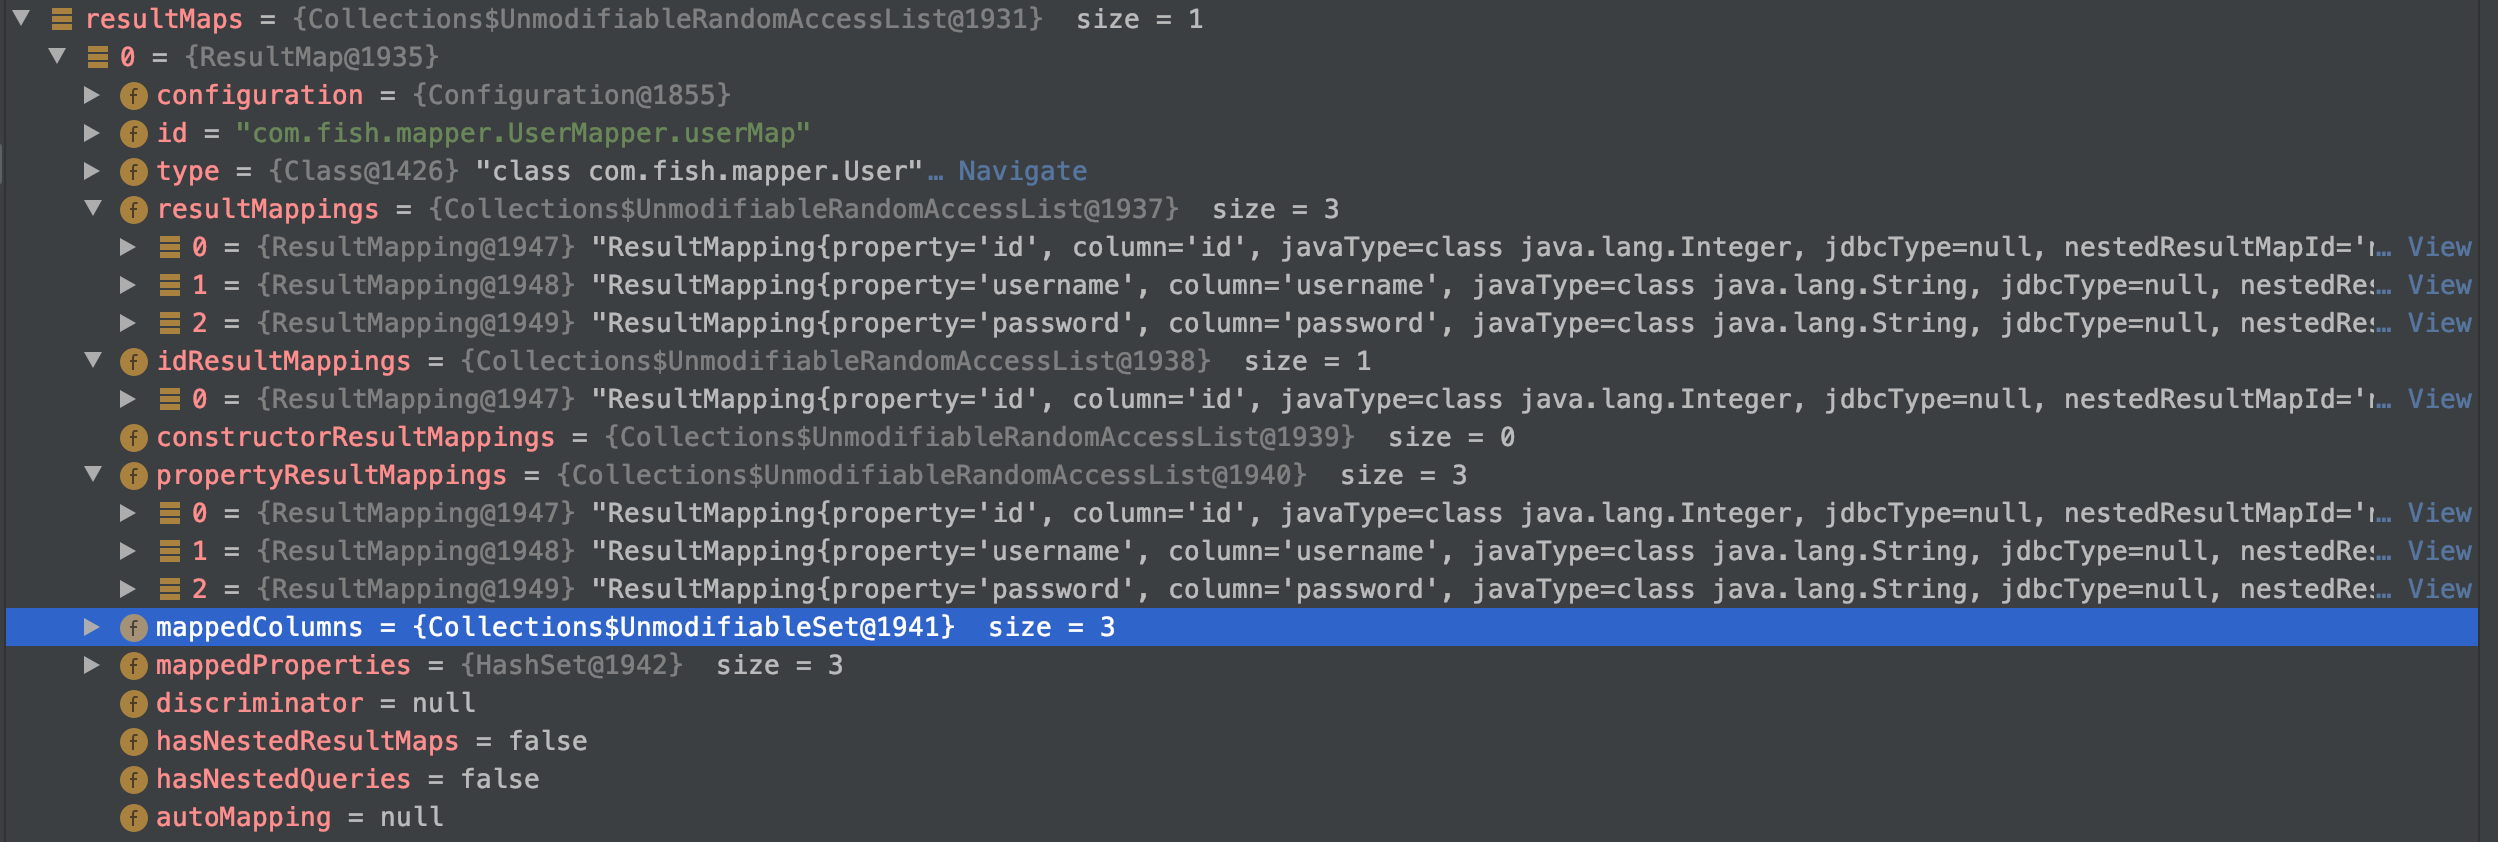 resultMaps = {Collections$UnmodifiableRandomAccessList@1931} size = 1
0 = {ResultMap@1935}
f configuration = {Configuration@1855}
f id = "com.fish.mapper.UserMapper.userMap"
f type = {Class@1426} "class com.fish.mapper.User"… Navigate
f resultMappings = {Collections$UnmodifiableRandomAccessList@1937} size = 3
0 = {ResultMapping@1947} "ResultMapping{property='id', column='id', javaType=class java.lang.Integer, jdbcType=null, nestedResultMapId='… View
1 = {ResultMapping@1948} "ResultMapping{property='username', column='username', javaType=class java.lang.String, jdbcType=null, nestedRes… View
2 = {ResultMapping@1949} "ResultMapping{property='password', column='password', javaType=class java.lang.String, jdbcType=null, nestedRes… View
f idResultMappings = {Collections$UnmodifiableRandomAccessList@1938} size = 1
0 = {ResultMapping@1947} "ResultMapping{property='id', column='id', javaType=class java.lang.Integer, jdbcType=null, nestedResultMapId='… View
f constructorResultMappings = {Collections$UnmodifiableRandomAccessList@1939} size = 0
f propertyResultMappings = {Collections$UnmodifiableRandomAccessList@1940} size = 3
0 = {ResultMapping@1947} "ResultMapping{property='id', column='id', javaType=class java.lang.Integer, jdbcType=null, nestedResultMapId='… View
1 = {ResultMapping@1948} "ResultMapping{property='username', column='username', javaType=class java.lang.String, jdbcType=null, nestedRes… View
2 = {ResultMapping@1949} "ResultMapping{property='password', column='password', javaType=class java.lang.String, jdbcType=null, nestedRes… View
f mappedColumns = {Collections$UnmodifiableSet@1941} size = 3
f mappedProperties = {HashSet@1942} size = 3
f discriminator = null
f hasNestedResultMaps = false
f hasNestedQueries = false
f autoMapping = null